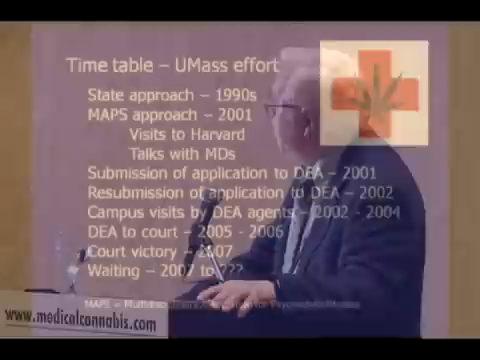 Time table – UMass effort
State approach – 1990s
MAPS approach – 2001
Visits to Harvard
Talks with MDs
Submission of application to DEA – 2001
Resubmission of application to DEA – 2002
Campus visits by DEA agents – 2002 - 2004
DEA to court – 2005 - 2006
Court victory – 2007
Waiting – 2007 to ???
MAPS =
www.medicalcannabis.com